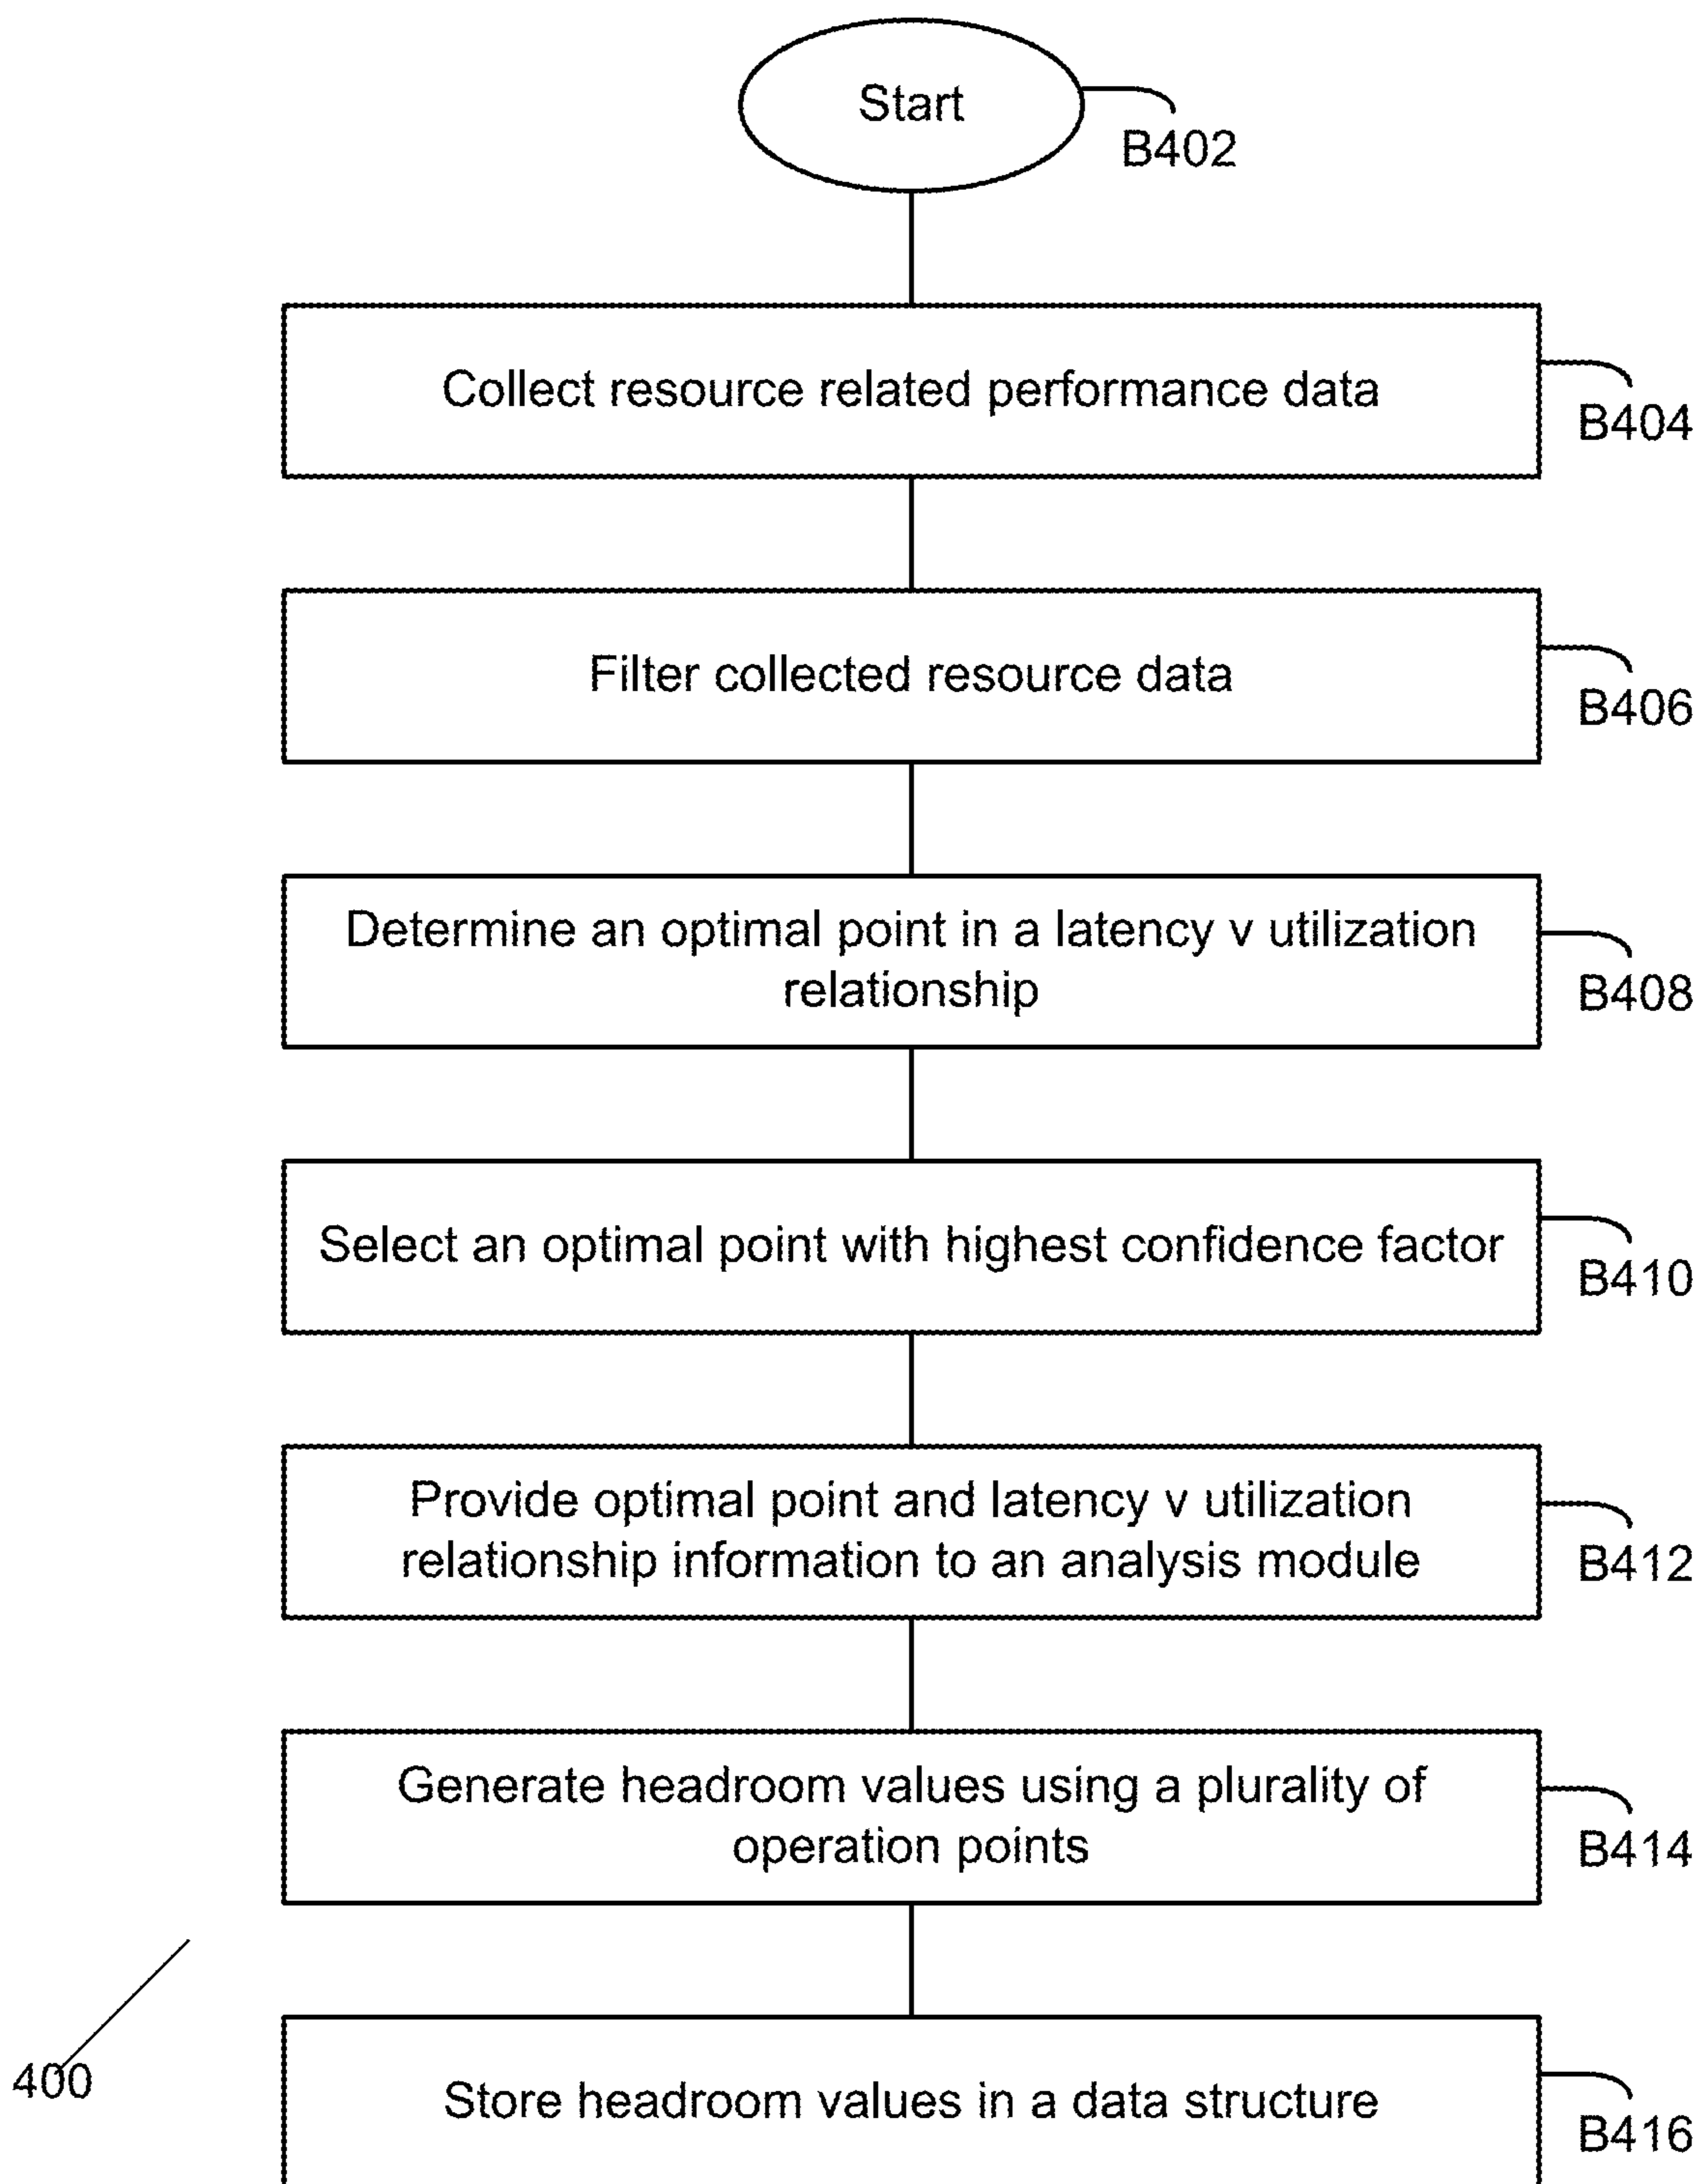 Start
B402
Collect resource related performance data
B404
Filter collected resource data
B406
Determine an optimal point in a latency v utilization
relationship
B408
Select an optimal point with highest confidence factor
B410
Provide optimal point and latency v utilization
relationship information to an analysis module
B412
Generate headroom values using a plurality of
operation points
B414
400
Store headroom values in a data structure
B416